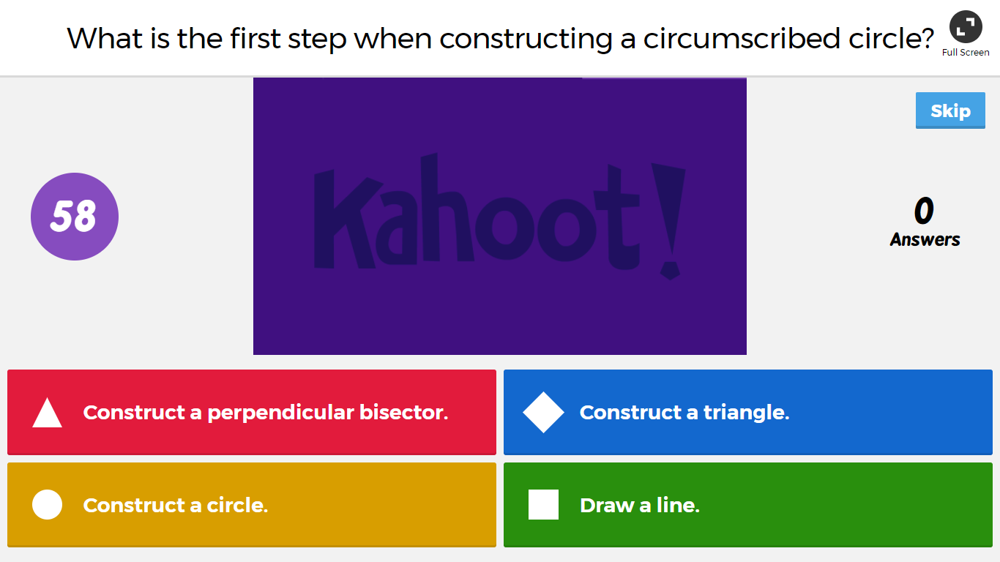 What is the first step when constructing a circumscribed circle?
Full Screen
Skip
Kahoot!
58
0
Answers
Construct a perpendicular bisector.
Construct a triangle.
Construct a circle.
Draw a line.